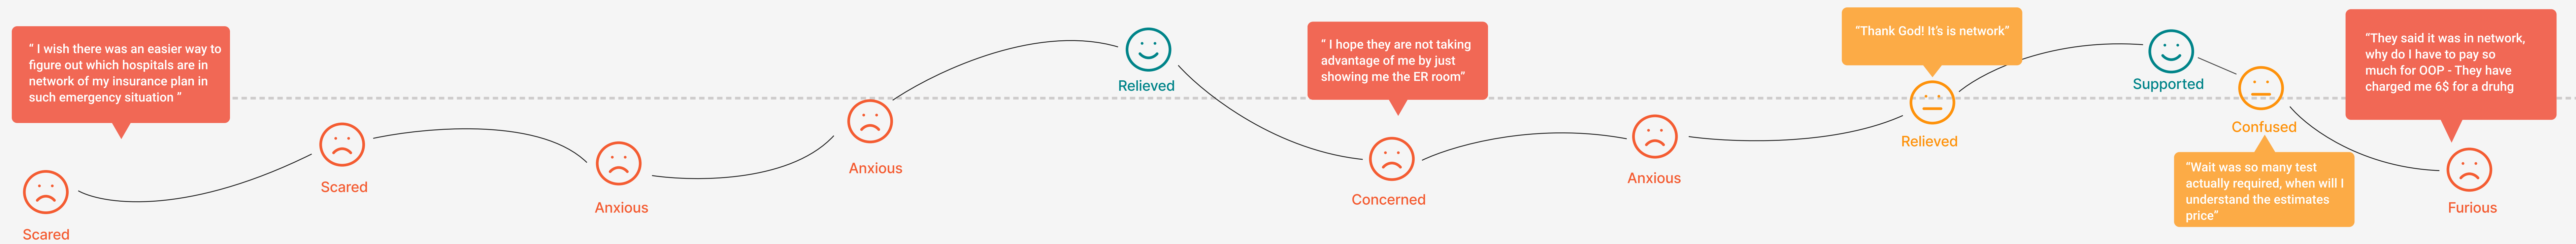 “ I wish there was an easier way to
figure out which hospitals are in
network of my insurance plan in
such emergency situation ”
Scared
Scared
Anxious
Anxious
Relieved
“ I hope they are not taking
advantage of me by just
showing me the ER room”
Concerned
Anxious
“Thank God! It’s is network”
Relieved
Supported
Confused
“Wait was so many test
actually required, when will I
understand the estimates
price”
“They said it was in network,
why do I have to pay so
much for OOP - They have
charged me 6$ for a druhg
Furious